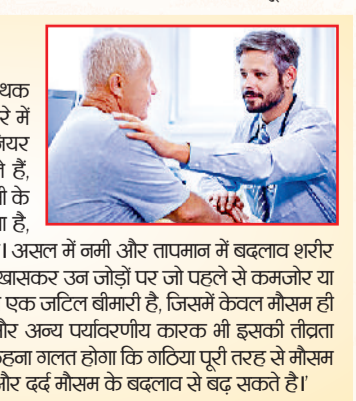 थक
रे में
नियर
ते हैं,
मी के
ता है,
। असल में नमी और तापमान में बदलाव शरीर
खासकर उन जोड़ों पर जो पहले से कमजोर या
एक जटिल बीमारी है, जिसमें केवल मौसम ही
और अन्य पर्यावरणीय कारक भी इसकी तीव्रता
कहना गलत होगा कि गठिया पूरी तरह से मौसम
और दर्द मौसम के बदलाव से बढ़ सकते है।'